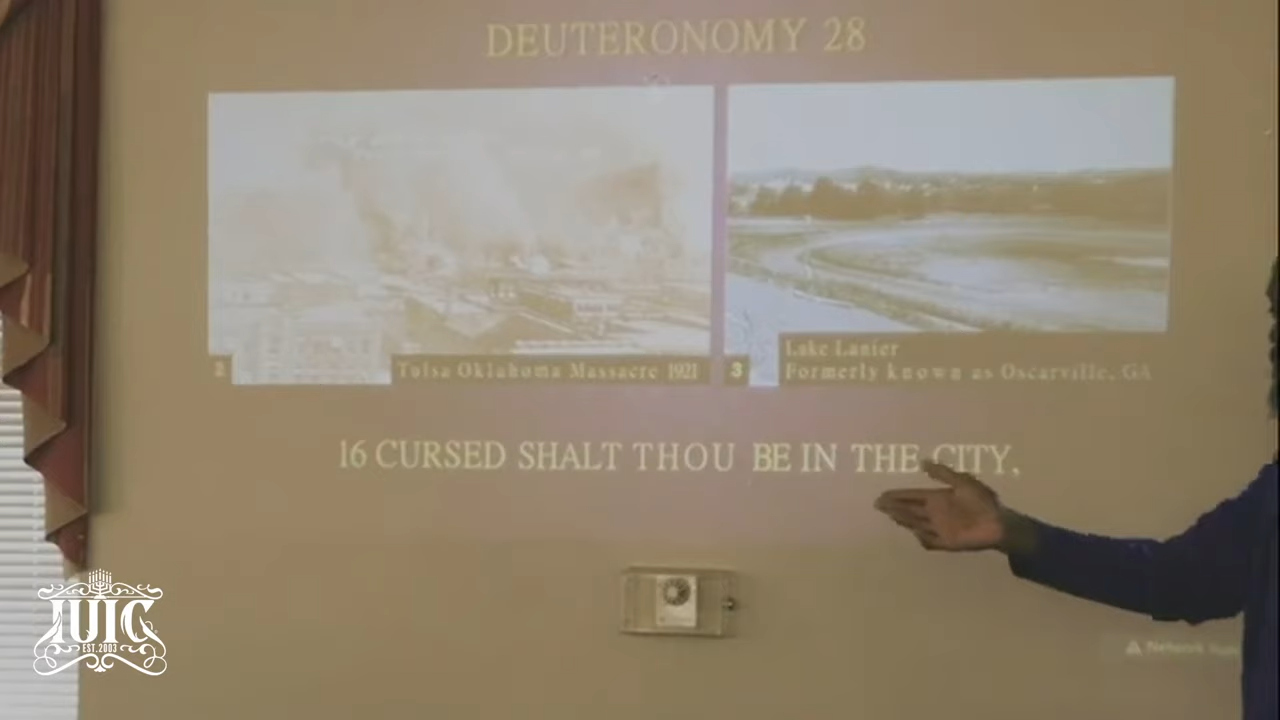 DEUTERONOMY 28
2
Tulsa Oklahoma Massacre 1921
3
Lake Lanier
Formerly known as Oscarville, GA
16 CURSED SHALT THOU BE IN THE CITY,
IUIC
EST. 2003
Network